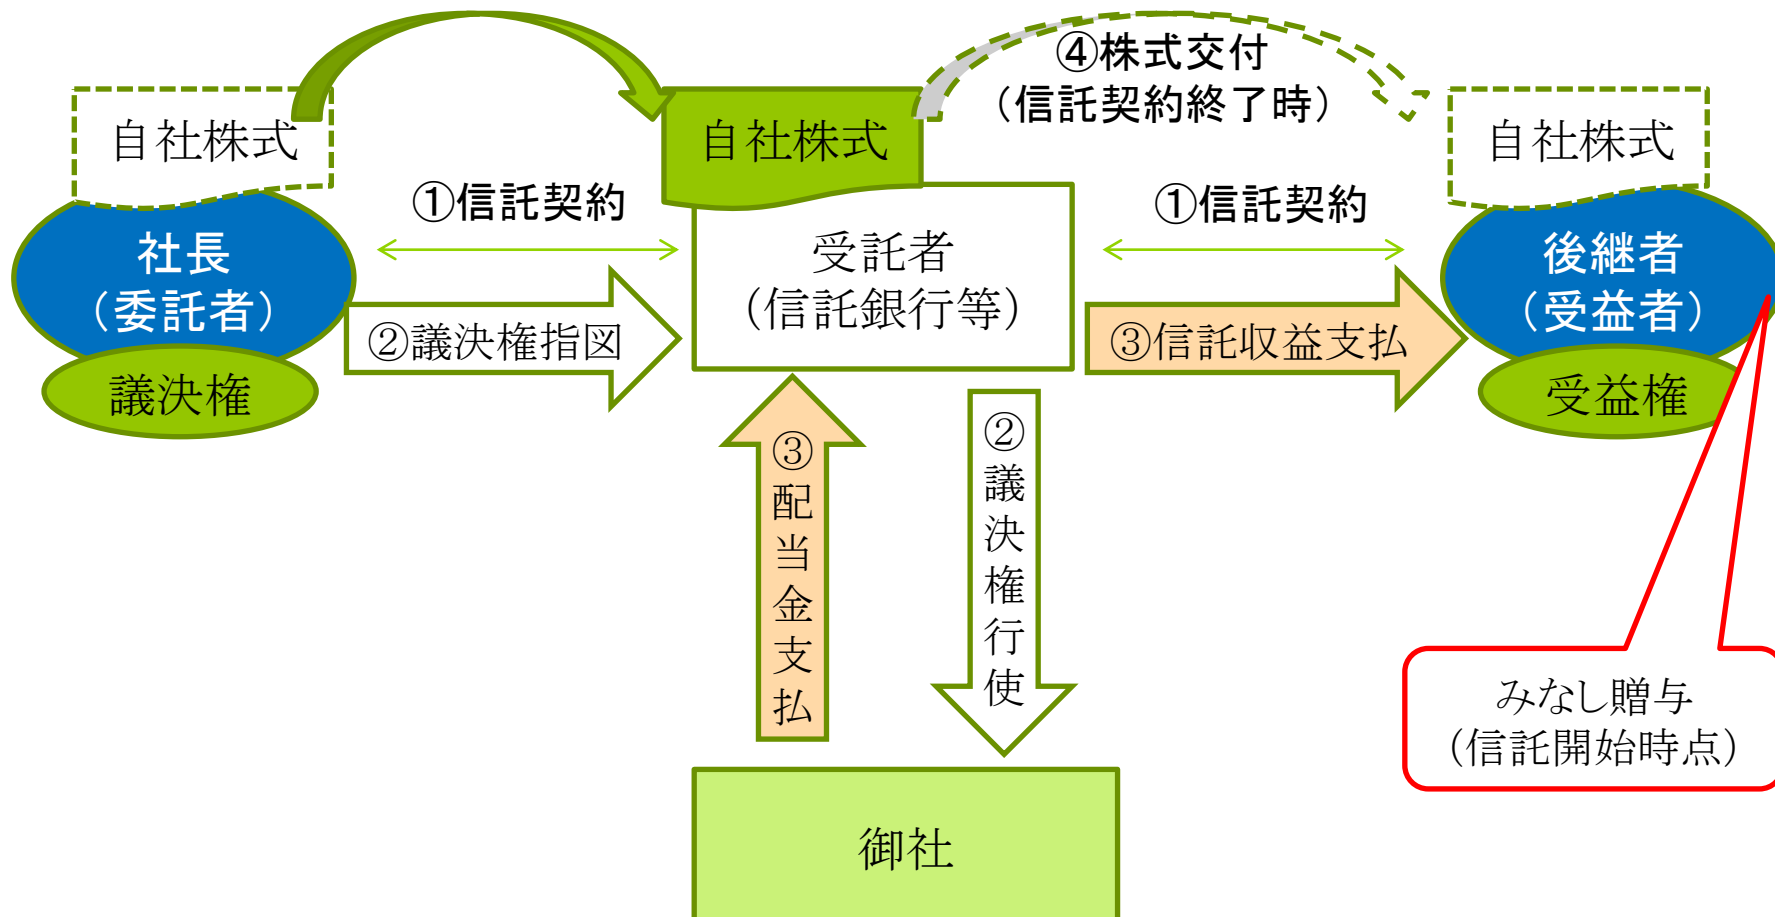 ④株式交付
（信託契約終了時）
自社株式
自社株式
自社株式
①信託契約
①信託契約
社長
（委託者）
受託者
（信託銀行等）
後継者
（受益者）
②議決権指図
③信託収益支払
議決権
受益権
③配当金支払
②議決権行使
みなし贈与
（信託開始時点）
御社